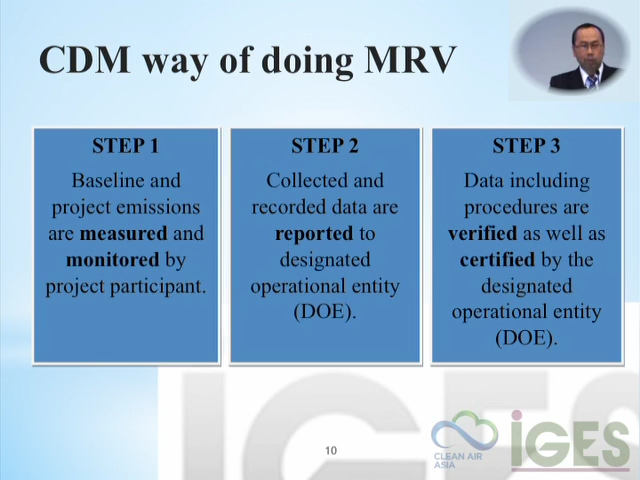 CDM way of doing MRV
STEP 1
Baseline and
project emissions
are measured and
monitored by
project participant.
STEP 2
Collected and
recorded data are
reported to
designated
operational entity
(DOE).
STEP 3
Data including
procedures are
verified as well as
certified by the
designated
operational entity
(DOE).
10
CLEAN AIR
ASIA
iGES
IGES